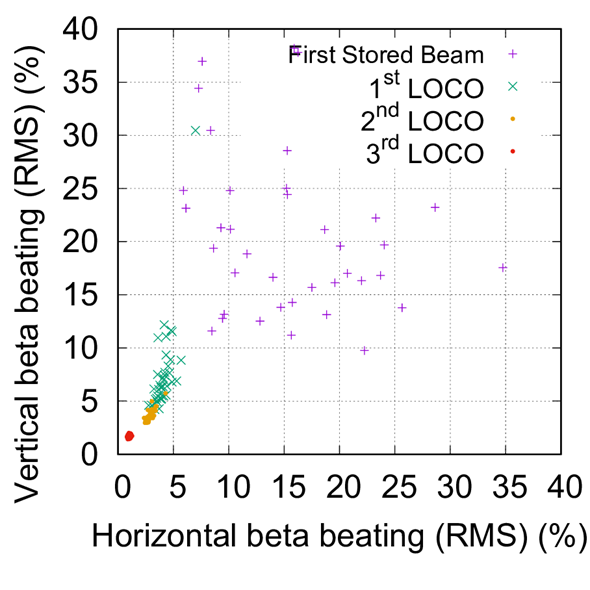 40
35
30
25
20
15
10
5
0
Vertical beta beating (RMS) (%)
First Stored Beam
1st LOCO
2nd LOCO
3rd LOCO
0 5 10 15 20 25 30 35 40
Horizontal beta beating (RMS) (%)